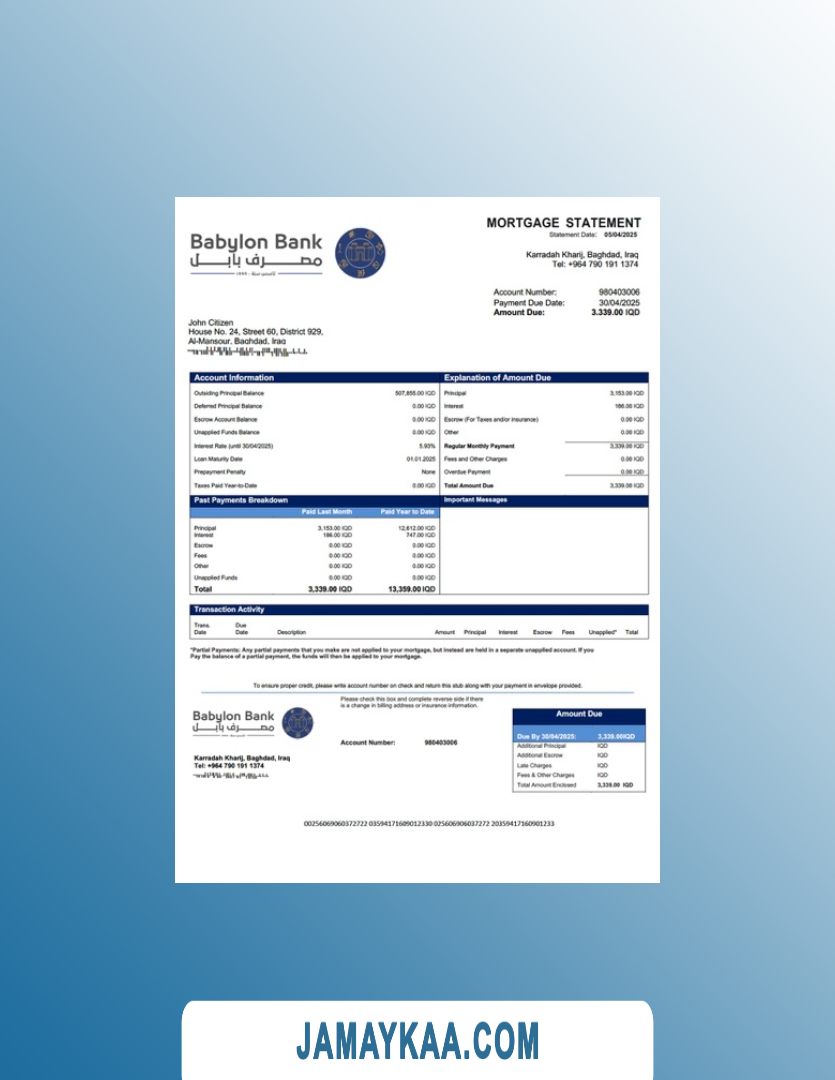 MORTGAGE STATEMENT
Statement Date: 05/04/2025
Babylon Bank
مصرف بابل
Karradah Kharij, Baghdad, Iraq
Tel: +964 790 191 1374
Account Number: 980403006
Payment Due Date: 30/04/2025
Amount Due: 3.339.00 IQD
John Citizen
House No. 24, Street 60, District 929,
Al-Mansour, Baghdad, Iraq
Account Information
Outsiding Principal Balance 507,855.00 IQD
Deferred Principal Balance 0.00 IQD
Escrow Account Balance 0.00 IQD
Unapplied Funds Balance 0.00 IQD
Interest Rate (until 30/04/2025) 5.93%
Loan Maturity Date 01.01.2025
Prepayment Penalty None
Taxes Paid Year-to-Date 0.00 IQD
Explanation of Amount Due
Principal 3,153.00 IQD
Interest 186.00 IQD
Escrow (For Taxes and/or insurance) 0.00 IQD
Other 0.00 IQD
Regular Monthly Payment 3,339.00 IQD
Fees and Other Charges 0.00 IQD
Overdue Payment 0.00 IQD
Total Amount Due 3,339.00 IQD
Past Payments Breakdown
Paid Last Month Paid Year to Date
Principal 3,153.00 IQD 12,612.00 IQD
Interest 186.00 IQD 747.00 IQD
Escrow 0.00 IQD 0.00 IQD
Fees 0.00 IQD 0.00 IQD
Other 0.00 IQD 0.00 IQD
Unapplied Funds 0.00 IQD 0.00 IQD
Total 3,339.00 IQD 13,359.00 IQD
Important Messages
Transaction Activity
Trans. Date Due Date Description Amount Principal Interest Escrow Fees Unapplied* Total
*Partial Payments: Any partial payments that you make are not applied to your mortgage, but instead are held in a separate unapplied account. If you
Pay the balance of a partial payment, the funds will then be applied to your mortgage.
To ensure proper credit, please write account number on check and return this stub along with your payment in envelope provided.
Babylon Bank
مصرف بابل
Karradah Kharij, Baghdad, Iraq
Tel: +964 790 191 1374
Please check this box and complete reverse side if there
is a change in billing address or insurance information.
Account Number: 980403006
Amount Due
Due By 30/04/2025: 3,339.00IQD
Additional Principal IQD
Additional Escrow IQD
Late Charges IQD
Fees & Other Charges IQD
Total Amount Enclosed 3,339.00 IQD
00256069060372722 03594171609012330 025606906037272 20359417160901233
JAMAYKAA.COM